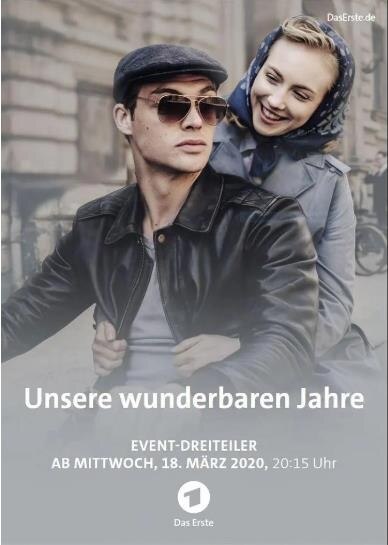 DasErste.de
Unsere wunderbaren Jahre
EVENT-DREITEILER
AB MITTWOCH, 18. MÄRZ 2020, 20:15 Uhr
1
Das Erste